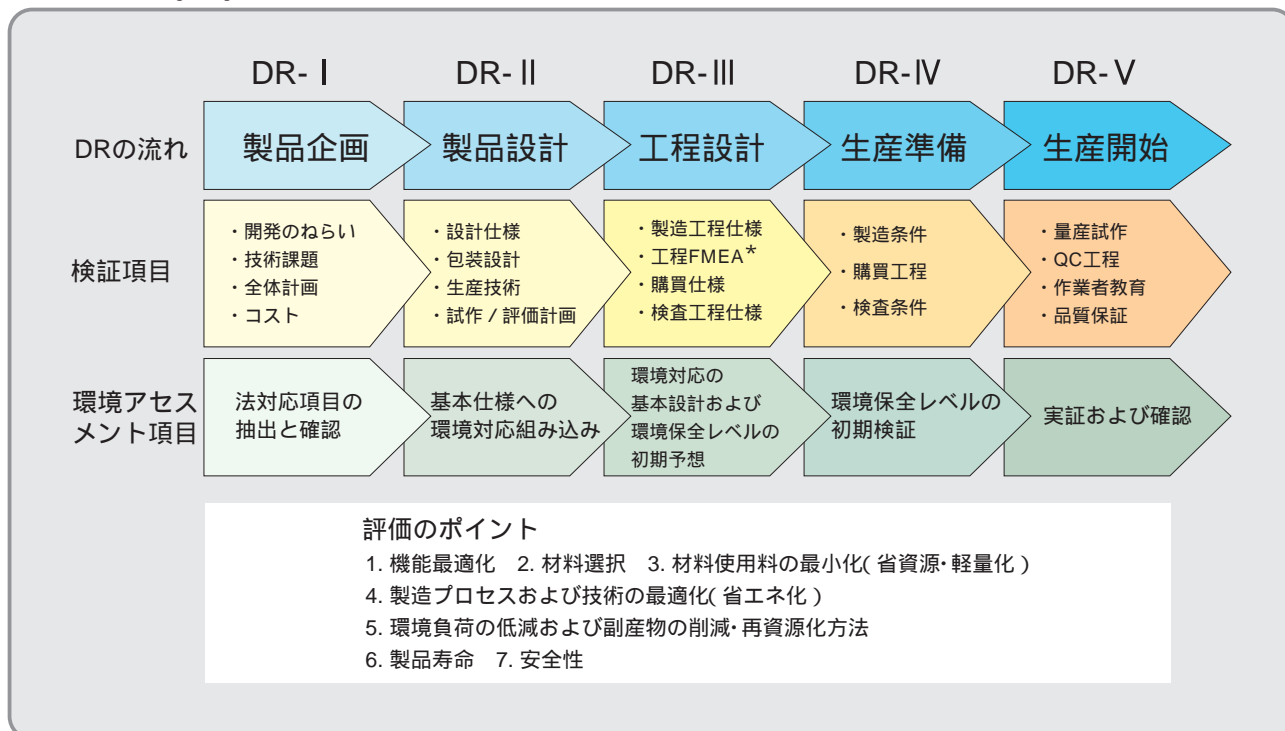 DR-Ⅰ DR-Ⅱ DR-Ⅲ DR-Ⅳ DR-Ⅴ
DRの流れ
製品企画
製品設計
工程設計
生産準備
生産開始
検証項目
・開発のねらい
・技術課題
・全体計画
・コスト
・設計仕様
・包装設計
・生産技術
・試作 / 評価計画
・製造工程仕様
・工程FMEA*
・購買仕様
・検査工程仕様
・製造条件
・購買工程
・検査条件
・量産試作
・QC工程
・作業者教育
・品質保証
環境アセス
メント項目
法対応項目の
抽出と確認
基本仕様への
環境対応組み込み
環境対応の
基本設計および
環境保全レベルの
初期予想
環境保全レベルの
初期検証
実証および確認
評価のポイント
1. 機能最適化 2. 材料選択 3. 材料使用料の最小化(省資源・軽量化)
4. 製造プロセスおよび技術の最適化(省エネ化)
5. 環境負荷の低減および副産物の削減・再資源化方法
6. 製品寿命 7. 安全性